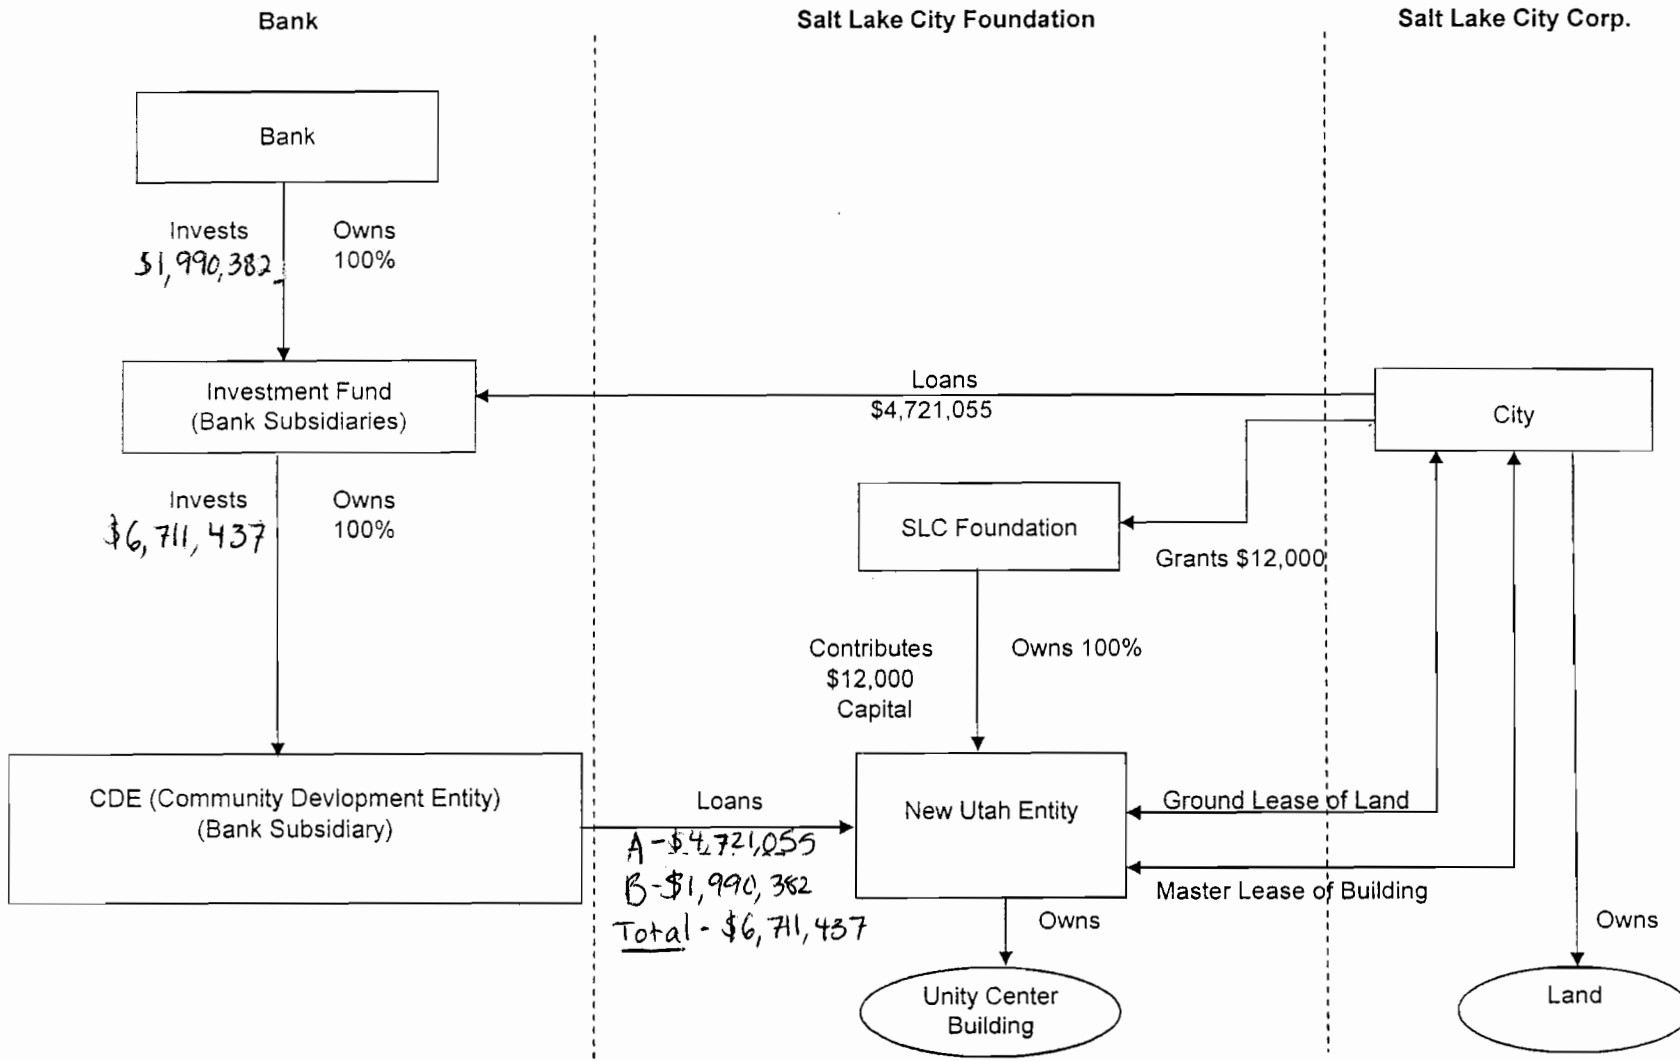 Bank
Salt Lake City Foundation
Salt Lake City Corp.
Bank
Invests
$1,990,382
Owns
100%
Investment Fund
(Bank Subsidiaries)
Loans
$4,721,055
City
Invests
$6,711,437
Owns
100%
SLC Foundation
Grants $12,000
Contributes
$12,000
Capital
Owns 100%
CDE (Community Devlopment Entity)
(Bank Subsidiary)
Loans
A - $4,721,055
B - $1,990,382
Total - $6,711,437
New Utah Entity
Ground Lease of Land
Master Lease of Building
Owns
Owns
Unity Center
Building
Land